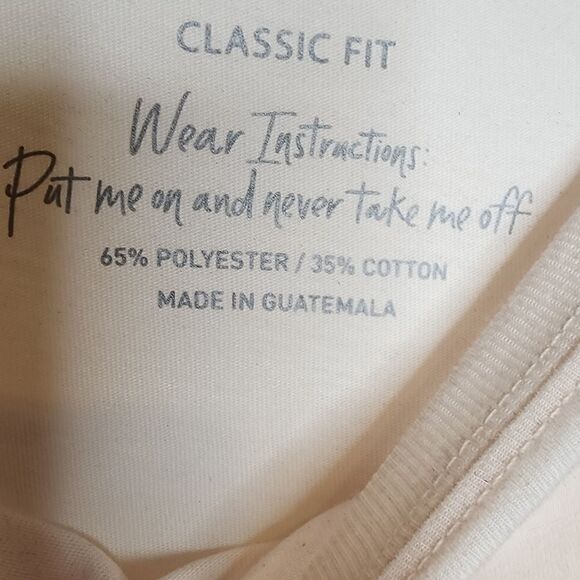 CLASSIC FIT
Wear Instructions:
Put me on and never take me off
65% POLYESTER / 35% COTTON
MADE IN GUATEMALA